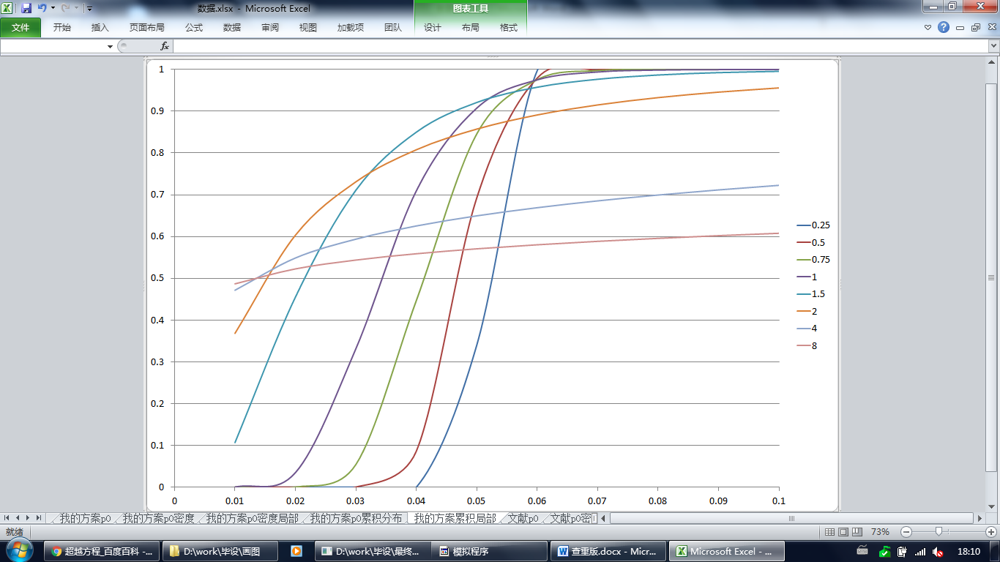 数据.xlsx - Microsoft Excel
图表工具
文件 开始 插入 页面布局 公式 数据 审阅 视图 加载项 团队 设计 布局 格式
fx
1
0.9
0.8
0.7
0.6
0.5
0.4
0.3
0.2
0.1
0
0 0.01 0.02 0.03 0.04 0.05 0.06 0.07 0.08 0.09 0.1
0.25
0.5
0.75
1
1.5
2
4
8
我的方案p0 我的方案p0密度 我的方案p0密度局部 我的方案p0累积分布 我的方案累积局部 文献p0 文献p0密
就绪 73%
超越方程_百度百科 -... D:\work\毕设\画图 D:\work\毕设\最终... 模拟程序 查重版.docx - Micr... Microsoft Excel - ... 18:10